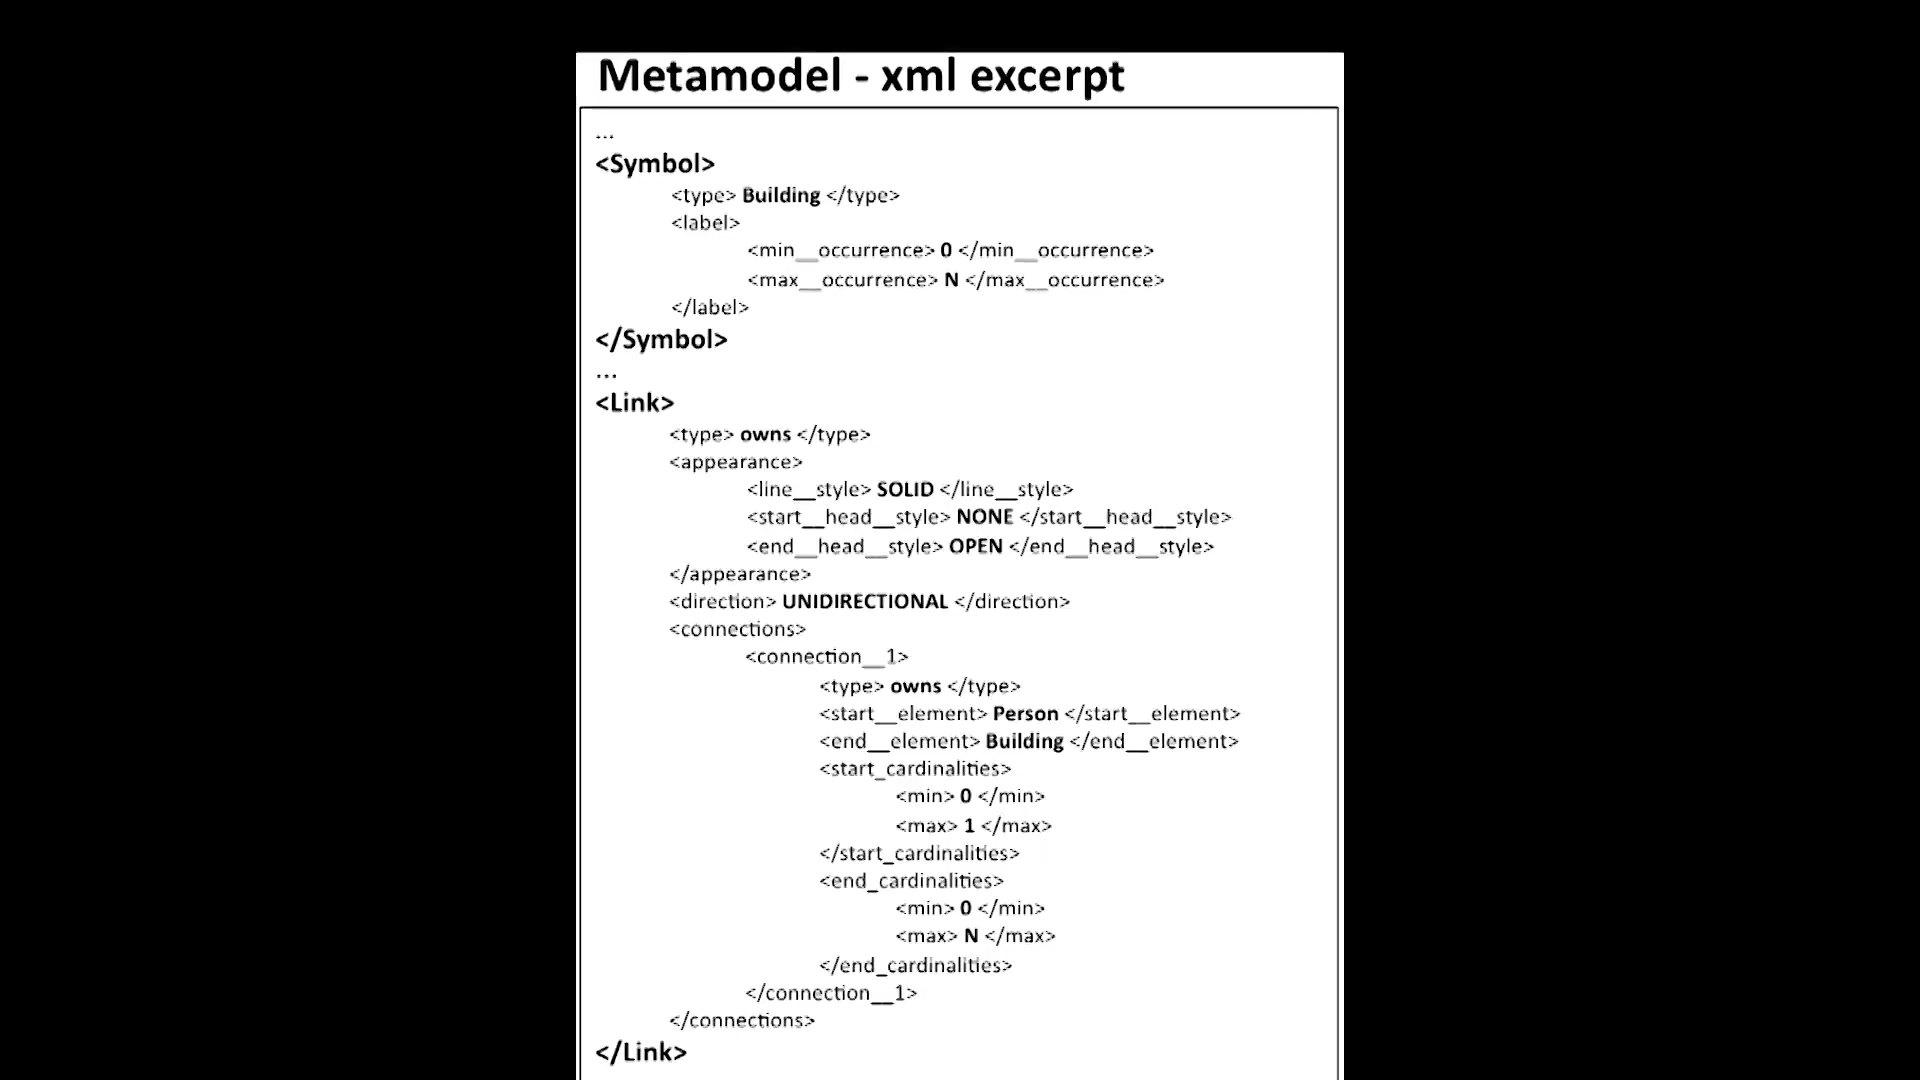 Metamodel - xml excerpt
...
<Symbol>
<type> Building </type>
<label>
<min__occurrence> 0 </min__occurrence>
<max__occurrence> N </max__occurrence>
</label>
</Symbol>
...
<Link>
<type> owns </type>
<appearance>
<line__style> SOLID </line__style>
<start__head__style> NONE </start__head__style>
<end__head__style> OPEN </end__head__style>
</appearance>
<direction> UNIDIRECTIONAL </direction>
<connections>
<connection__1>
<type> owns </type>
<start__element> Person </start__element>
<end__element> Building </end__element>
<start_cardinalities>
<min> 0 </min>
<max> 1 </max>
</start_cardinalities>
<end_cardinalities>
<min> 0 </min>
<max> N </max>
</end_cardinalities>
</connection__1>
</connections>
</Link>